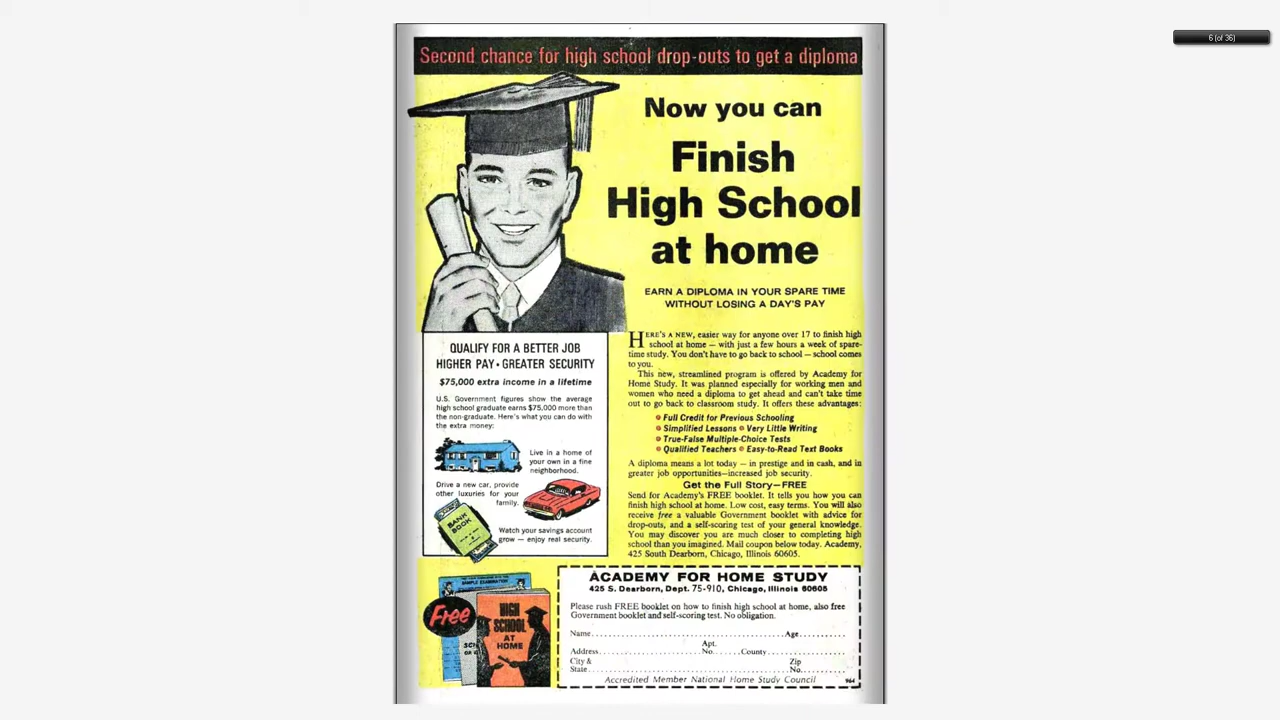 6 (of 36)
Second chance for high school drop-outs to get a diploma
Now you can
Finish
High School
at home
EARN A DIPLOMA IN YOUR SPARE TIME
WITHOUT LOSING A DAY'S PAY
HERE'S A NEW, easier way for anyone over 17 to finish high
school at home — with just a few hours a week of spare-
time study. You don't have to go back to school — school comes
to you.
This new, streamlined program is offered by Academy for
Home Study. It was planned especially for working men and
women who need a diploma to get ahead and can't take time
out to go back to classroom study. It offers these advantages:
Full Credit for Previous Schooling
Simplified Lessons Very Little Writing
True-False Multiple-Choice Tests
Qualified Teachers Easy-to-Read Text Books
A diploma means a lot today — in prestige and in cash, and in
greater job opportunities—increased job security.
Get the Full Story—FREE
Send for Academy's FREE booklet. It tells you how you can
finish high school at home. Low cost, easy terms. You will also
receive free a valuable Government booklet with advice for
drop-outs, and a self-scoring test of your general knowledge.
You may discover you are much closer to completing high
school than you imagined. Mail coupon below today. Academy,
425 South Dearborn, Chicago, Illinois 60605.
QUALIFY FOR A BETTER JOB
HIGHER PAY • GREATER SECURITY
$75,000 extra income in a lifetime
U.S. Government figures show the average
high school graduate earns $75,000 more than
the non-graduate. Here's what you can do with
the extra money:
Live in a home of
your own in a fine
neighborhood.
Drive a new car, provide
other luxuries for your
family.
BANK
BOOK
Watch your savings account
grow — enjoy real security.
SAMPLE EXAMINATION
Free
HIGH
SCHOOL
AT
HOME
ACADEMY FOR HOME STUDY
425 S. Dearborn, Dept. 75-910, Chicago, Illinois 60605
Please rush FREE booklet on how to finish high school at home, also free
Government booklet and self-scoring test. No obligation.
Name Age
Apt.
Address No. County
City & Zip
State No.
Accredited Member National Home Study Council 964